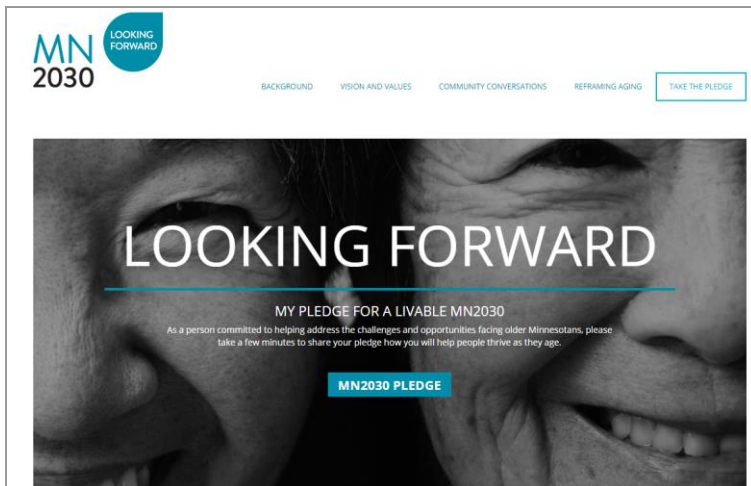 MN
2030
LOOKING
FORWARD
BACKGROUND
VISION AND VALUES
COMMUNITY CONVERSATIONS
REFRAMING AGING
TAKE THE PLEDGE
LOOKING FORWARD
MY PLEDGE FOR A LIVABLE MN2030
As a person committed to helping address the challenges and opportunities facing older Minnesotans, please
take a few minutes to share your pledge how you will help people thrive as they age.
MN2030 PLEDGE